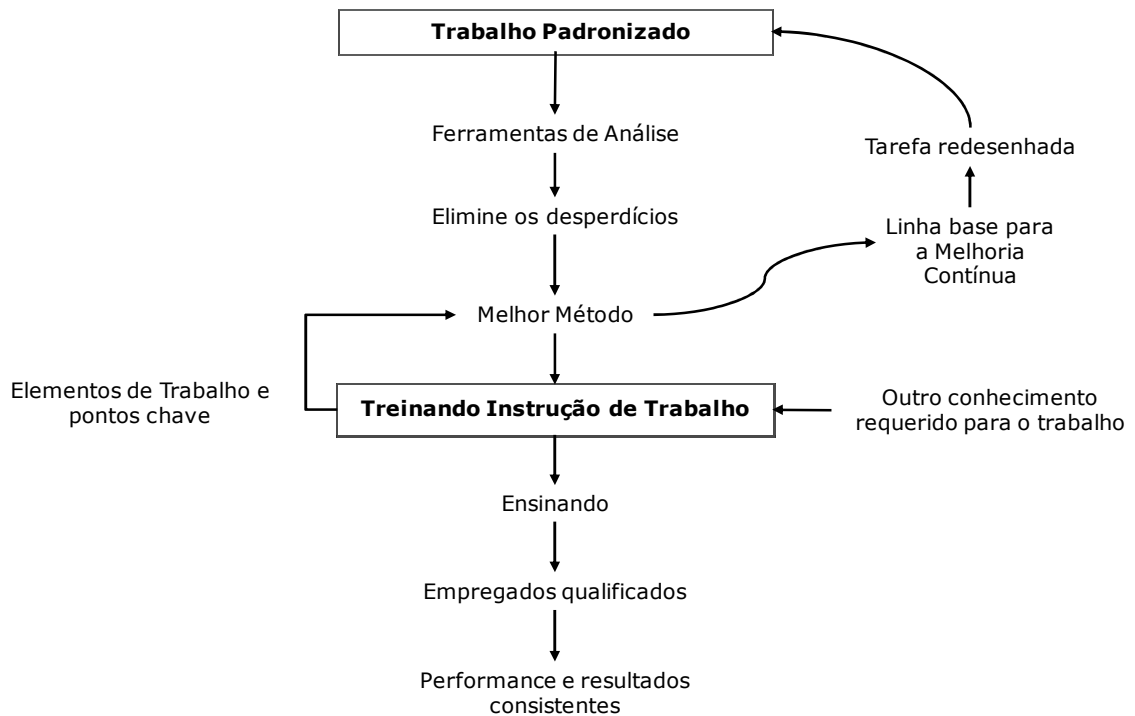 Trabalho Padronizado
Ferramentas de Análise
Tarefa redesenhada
Elimine os desperdícios
Linha base para
a Melhoria
Contínua
Melhor Método
Elementos de Trabalho e
pontos chave
Treinando Instrução de Trabalho
Outro conhecimento
requerido para o trabalho
Ensinando
Empregados qualificados
Performance e resultados
consistentes